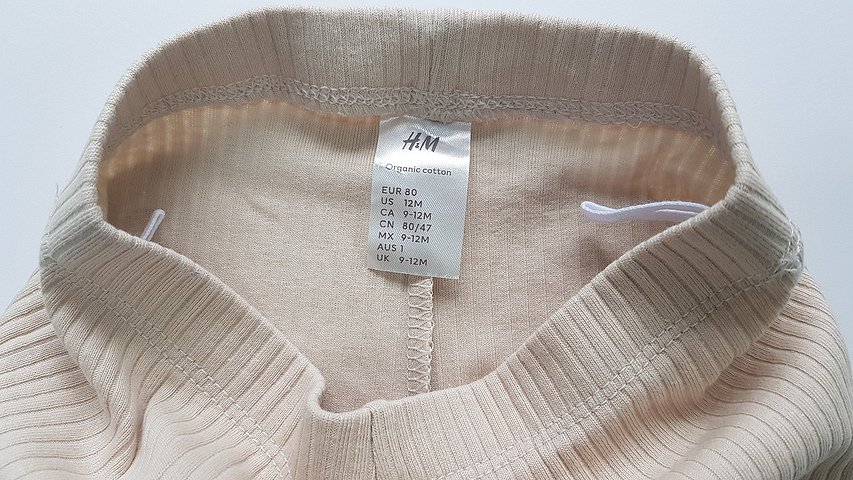 H&M
Organic cotton
EUR 80
US 12M
CA 9-12M
CN 80/47
MX 9-12M
AUS 1
UK 9-12M